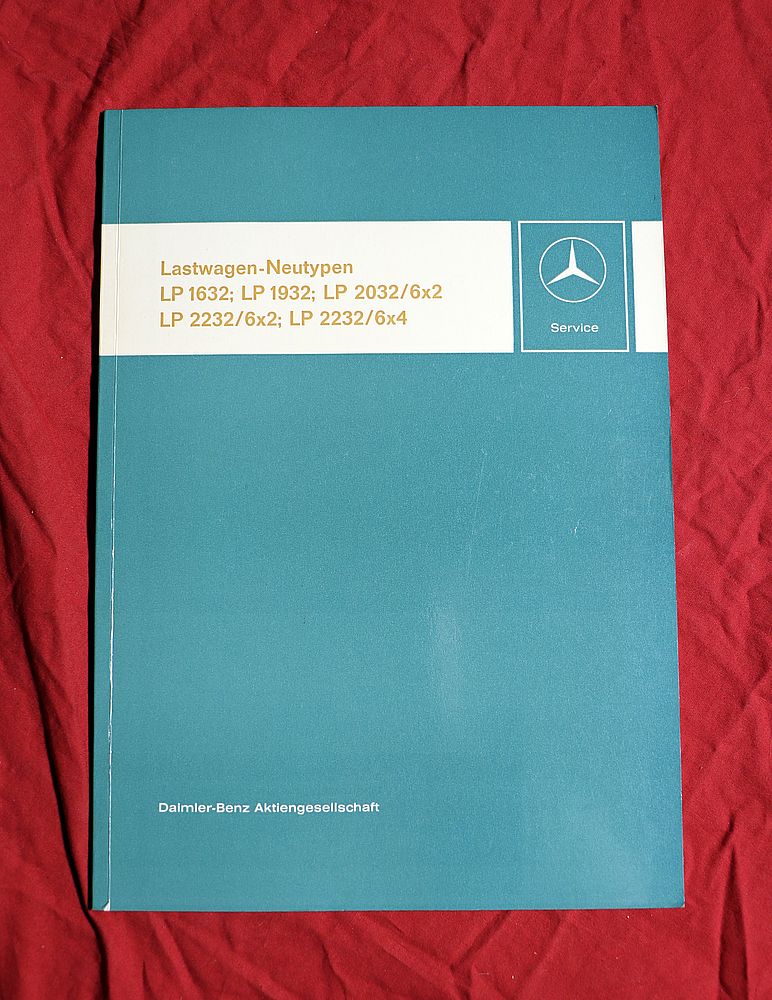 Lastwagen-Neutypen
LP 1632; LP 1932; LP 2032/6x2
LP 2232/6x2; LP 2232/6x4
Service
Daimler-Benz Aktiengesellschaft